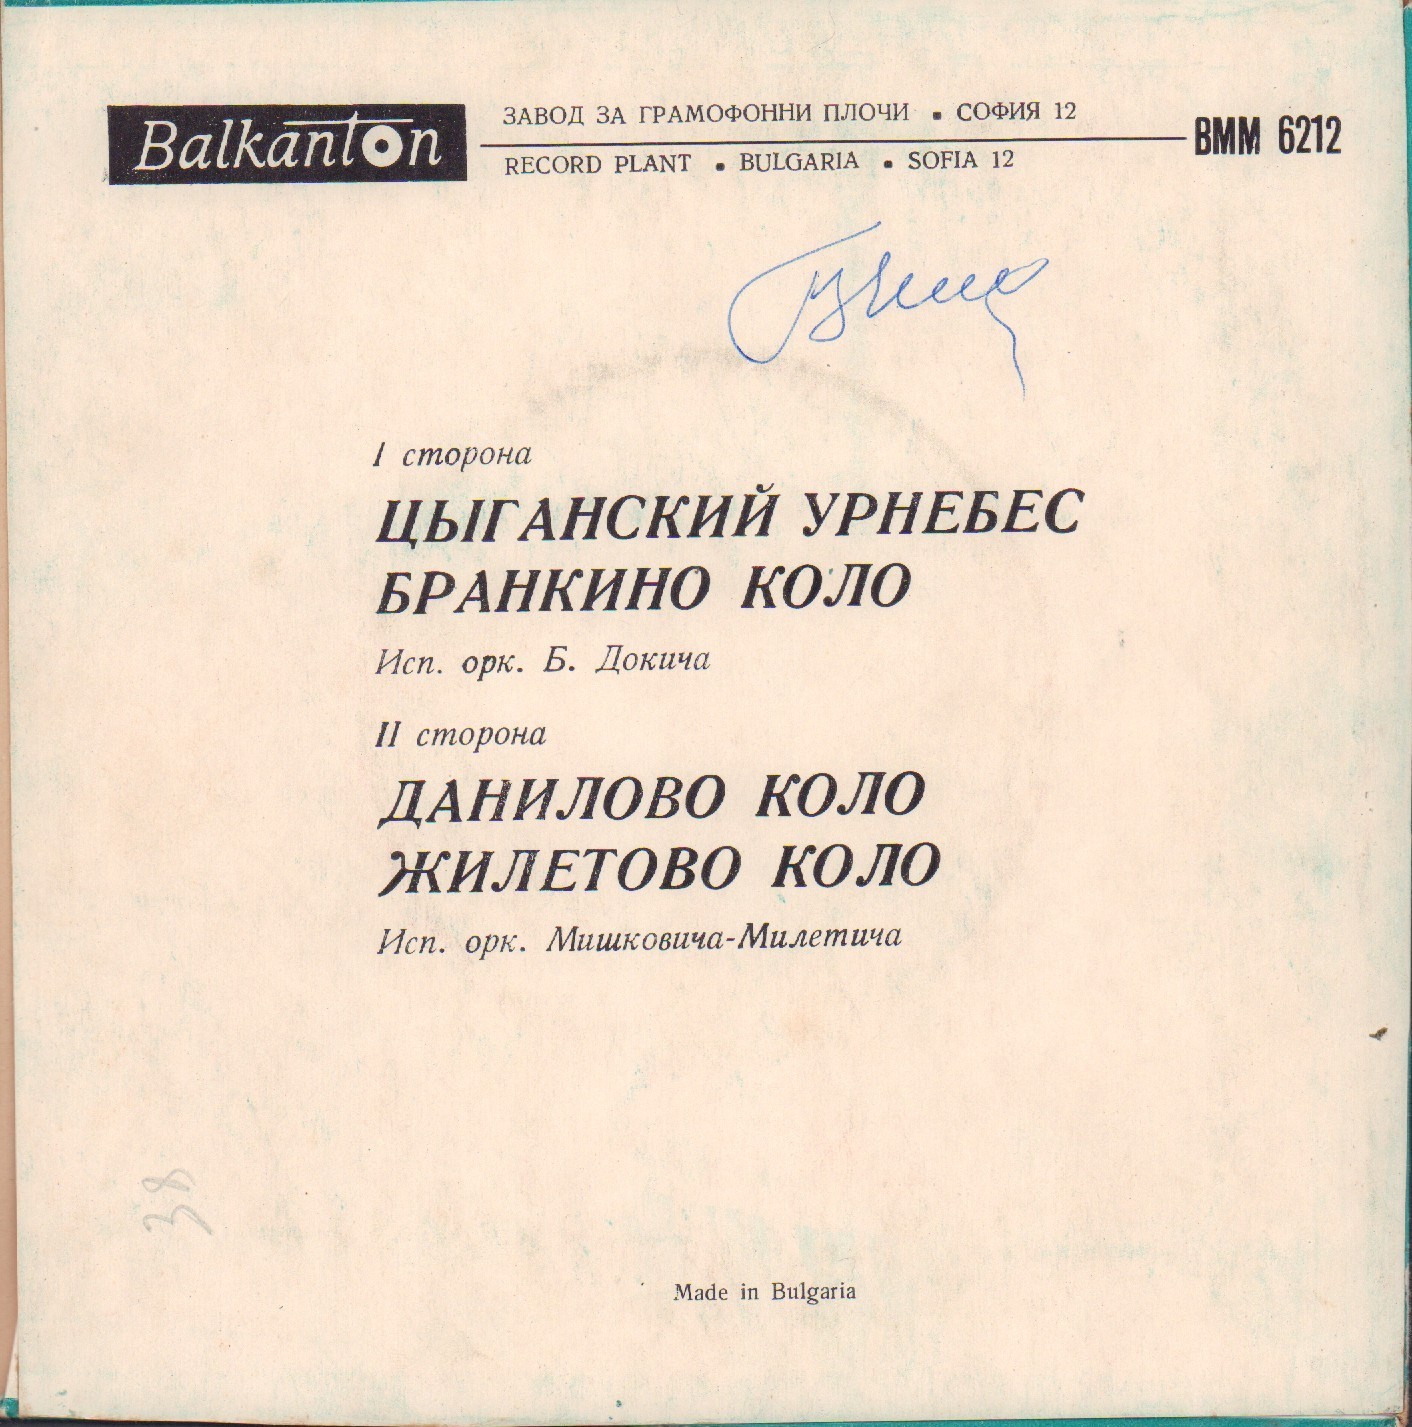 Balkanton
ЗАВОД ЗА ГРАМОФОННИ ПЛОЧИ ▪ СОФИЯ 12
RECORD PLANT ▪ BULGARIA ▪ SOFIA 12
ВММ 6212
I сторона
ЦЫГАНСКИЙ УРНЕБЕС
БРАНКИНО КОЛО
Исп. орк. Б. Докича
II сторона
ДАНИЛОВО КОЛО
ЖИЛЕТОВО КОЛО
Исп. орк. Мишковича-Милетича
38
Made in Bulgaria